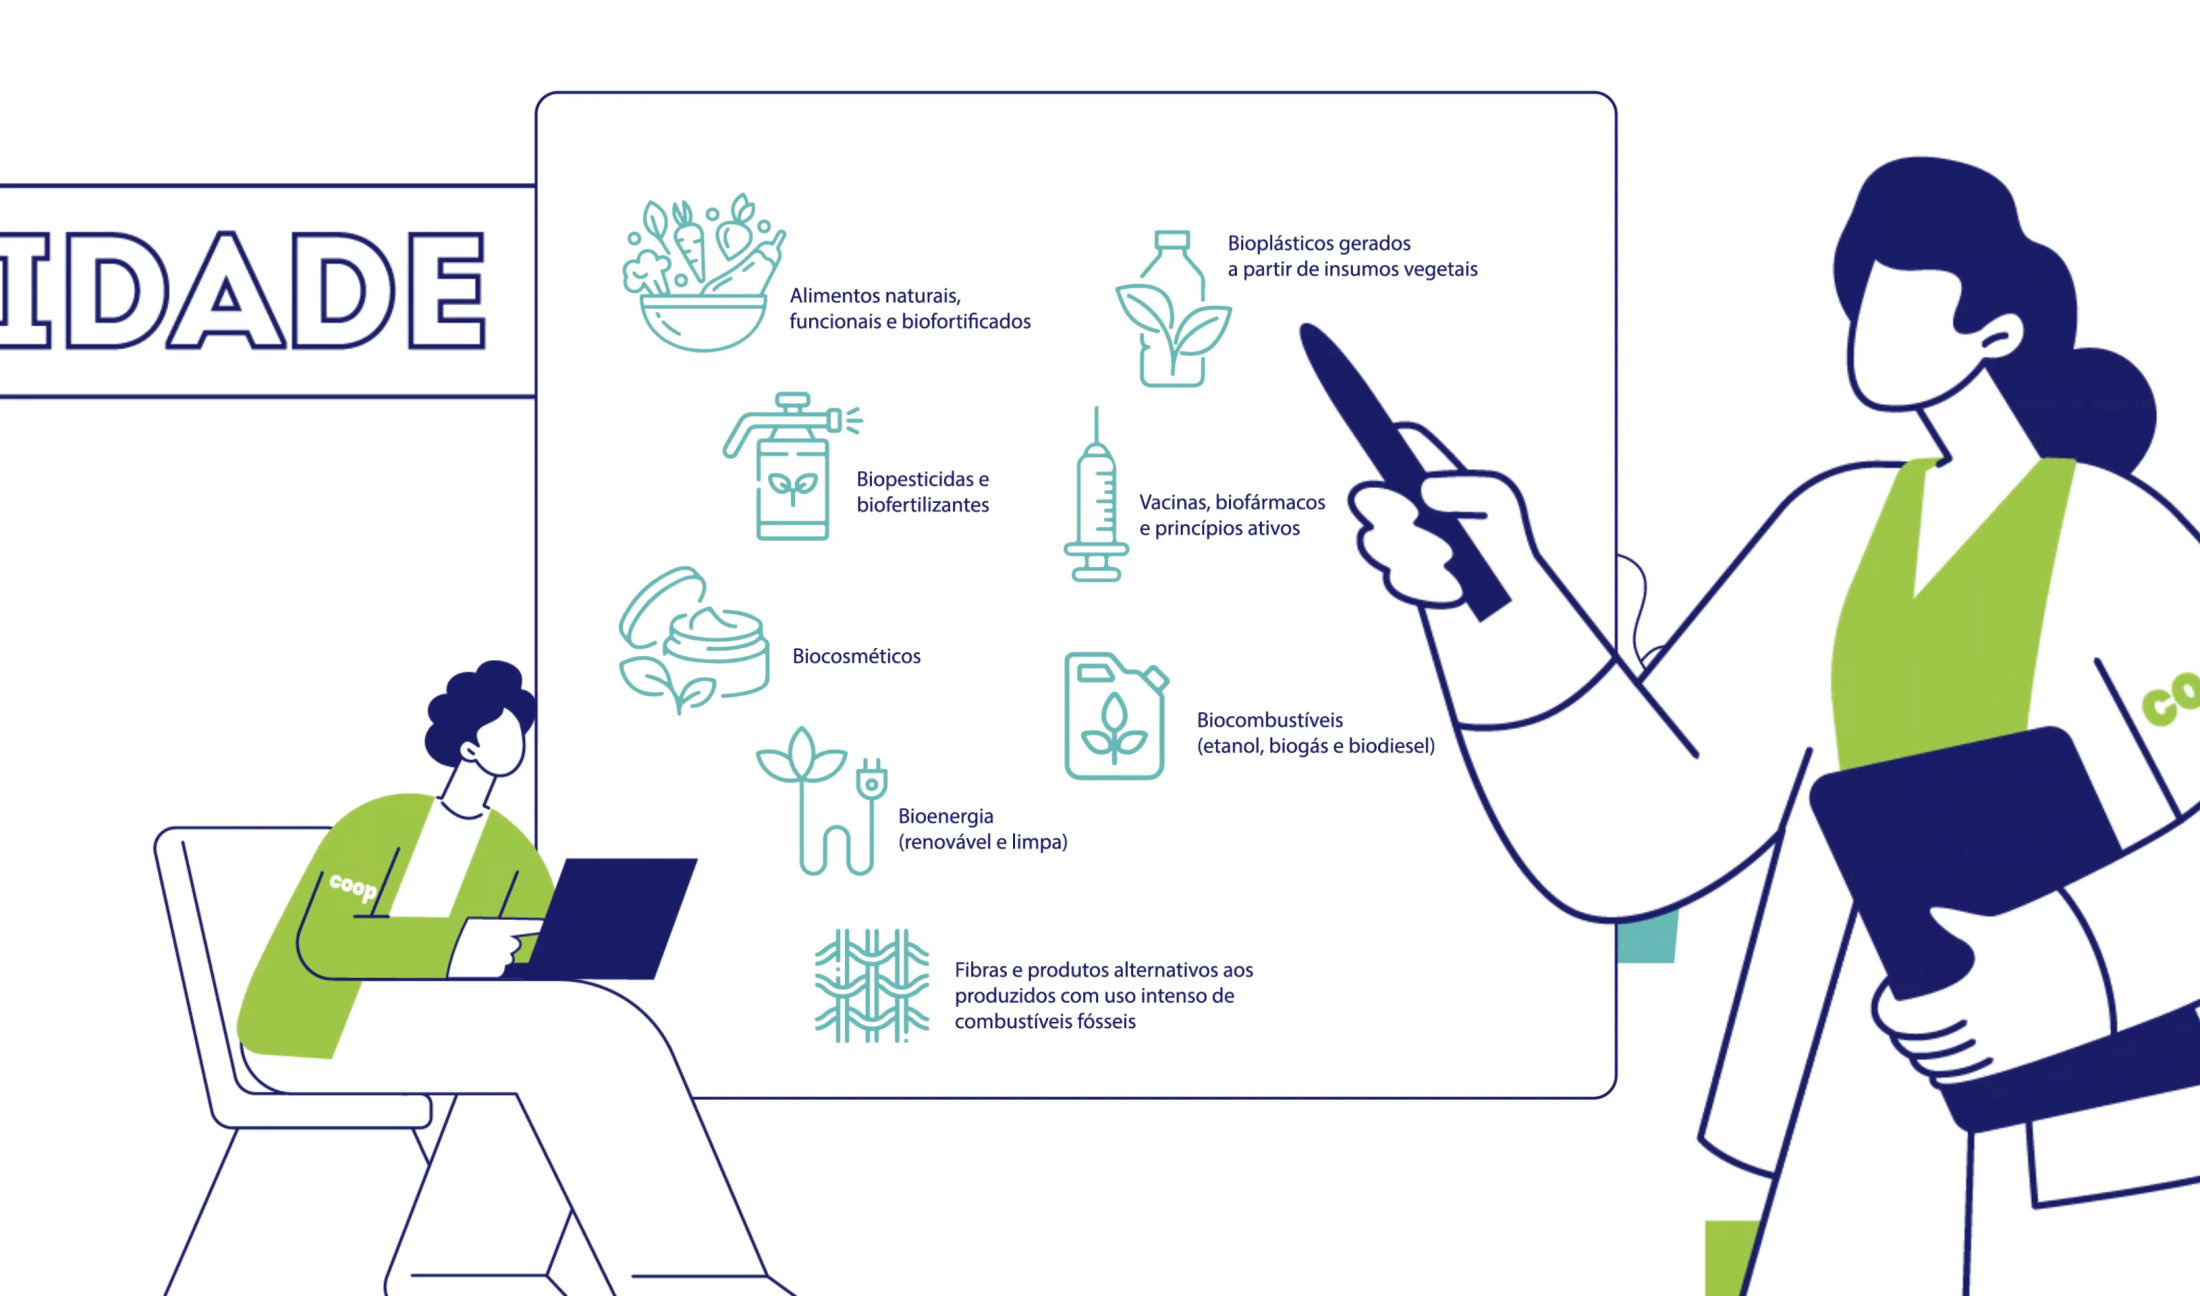 IDADE
Alimentos naturais,
funcionais e biofortificados
Bioplásticos gerados
a partir de insumos vegetais
Biopesticidas e
biofertilizantes
Vacinas, biofármacos
e princípios ativos
Biocosméticos
Biocombustíveis
(etanol, biogás e biodiesel)
Bioenergia
(renovável e limpa)
Fibras e produtos alternativos aos
produzidos com uso intenso de
combustíveis fósseis
coop
co